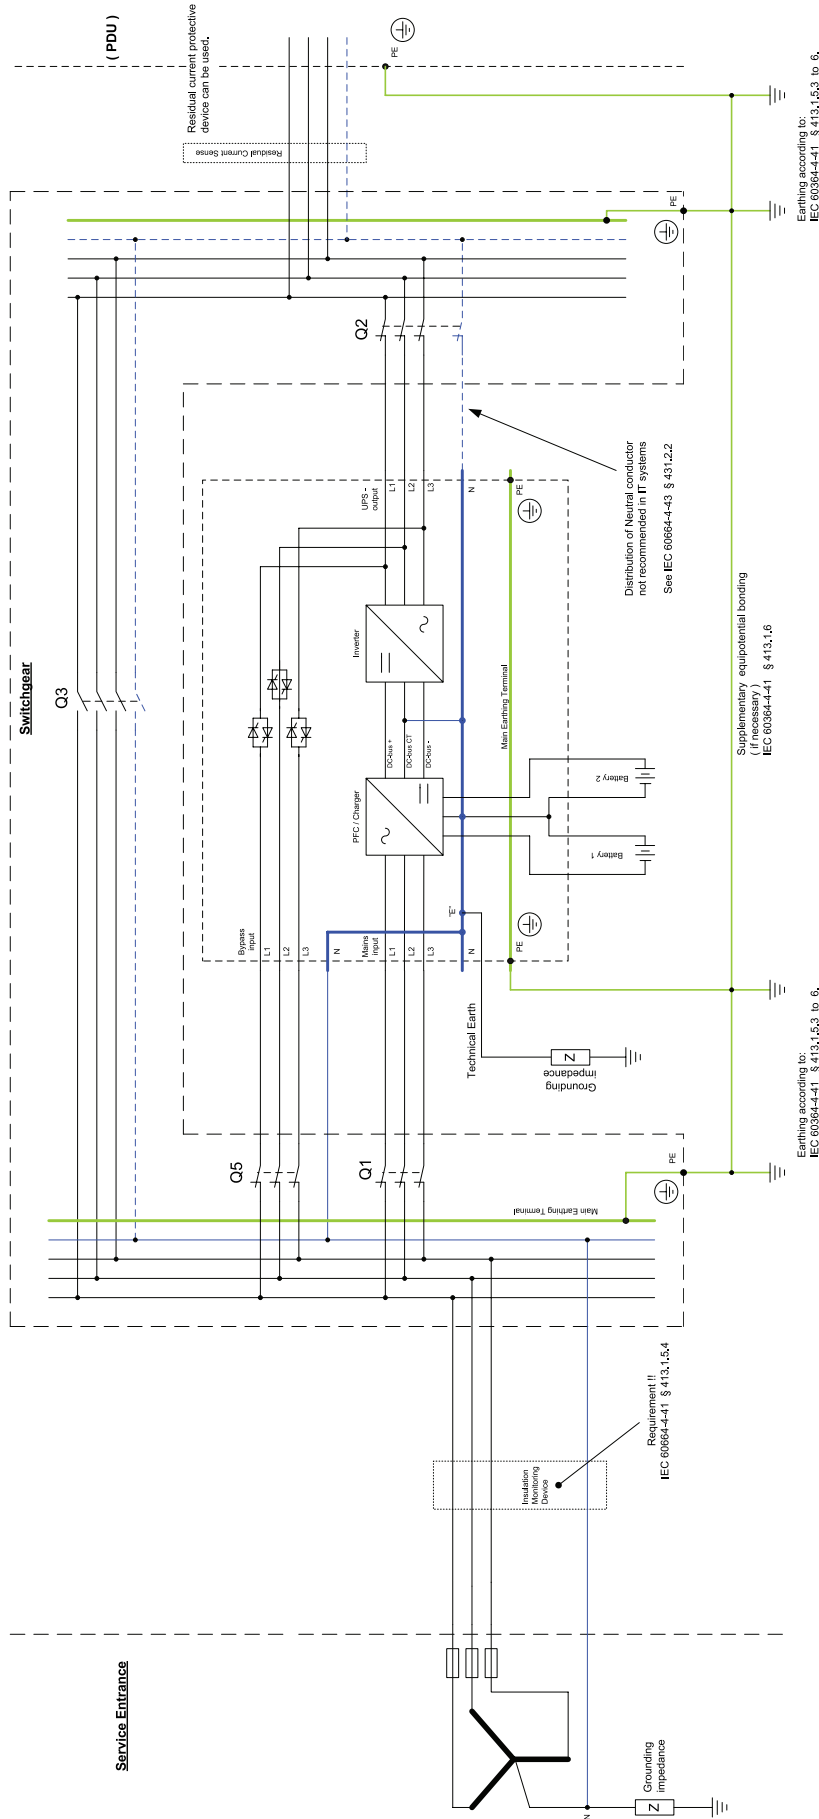 Service Entrance
N
Z
Grounding
impedance
Insulation
Monitoring
Device
Requirement !!
IEC 60664-4-41 § 413.1.5.4
Switchgear
Q3
Q5
Q1
Main Earthing Terminal
PE
Earthing according to:
IEC 60364-4-41 § 413.1.5.3 to 6.
Technical Earth
Z
Grounding
impedance
Bypass
input
L1
L2
L3
N
Mains
input
L1
L2
L3
N
"E"
PE
PFC / Charger
DC-bus +
DC-bus CT
DC-bus -
Inverter
Main Earthing Terminal
Battery 1
Battery 2
UPS -
output
L1
L2
L3
N
PE
Supplementary equipotential bonding
( if necessary )
IEC 60364-4-41 § 413.1.6
Distribution of Neutral conductor
not recommended in IT systems
See IEC 60664-4-43 § 431.2.2
Q2
PE
Residual Current Sense
Residual current protective
device can be used.
( PDU )
PE
Earthing according to:
IEC 60364-4-41 § 413.1.5.3 to 6.